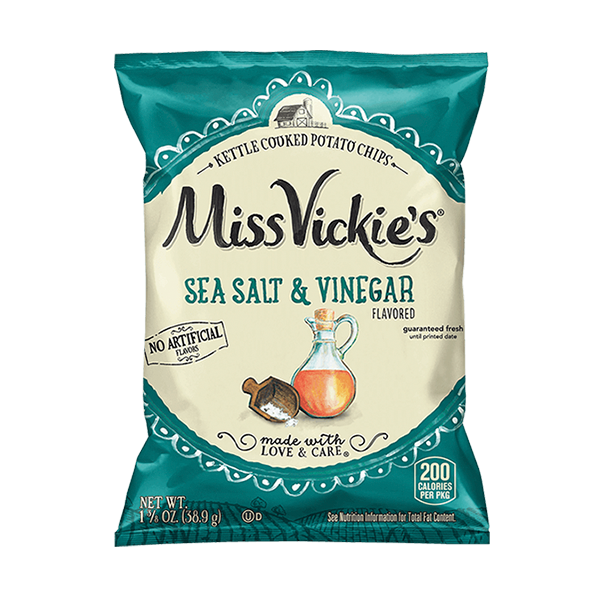 KETTLE COOKED POTATO CHIPS
Miss Vickie's®
SEA SALT & VINEGAR
FLAVORED
guaranteed fresh
until printed date
NO ARTIFICIAL
FLAVORS
made with
LOVE & CARE®
200
CALORIES
PER PKG
NET WT.
1 3/8 OZ. (38.9 g)
U D
See Nutrition Information for Total Fat Content.